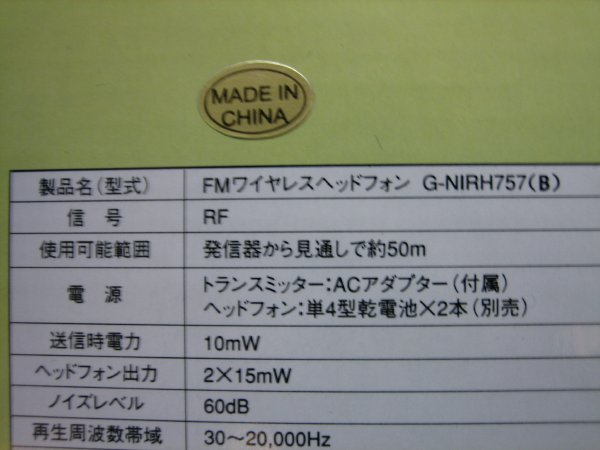 MADE IN
CHINA
製品名(型式) FMワイヤレスヘッドフォン G-NIRH757(B)
信 号 RF
使用可能範囲 発信器から見通しで約50m
電 源 トランスミッター:ACアダプター(付属)
ヘッドフォン:単4型乾電池×2本(別売)
送信時電力 10mW
ヘッドフォン出力 2×15mW
ノイズレベル 60dB
再生周波数帯域 30〜20,000Hz